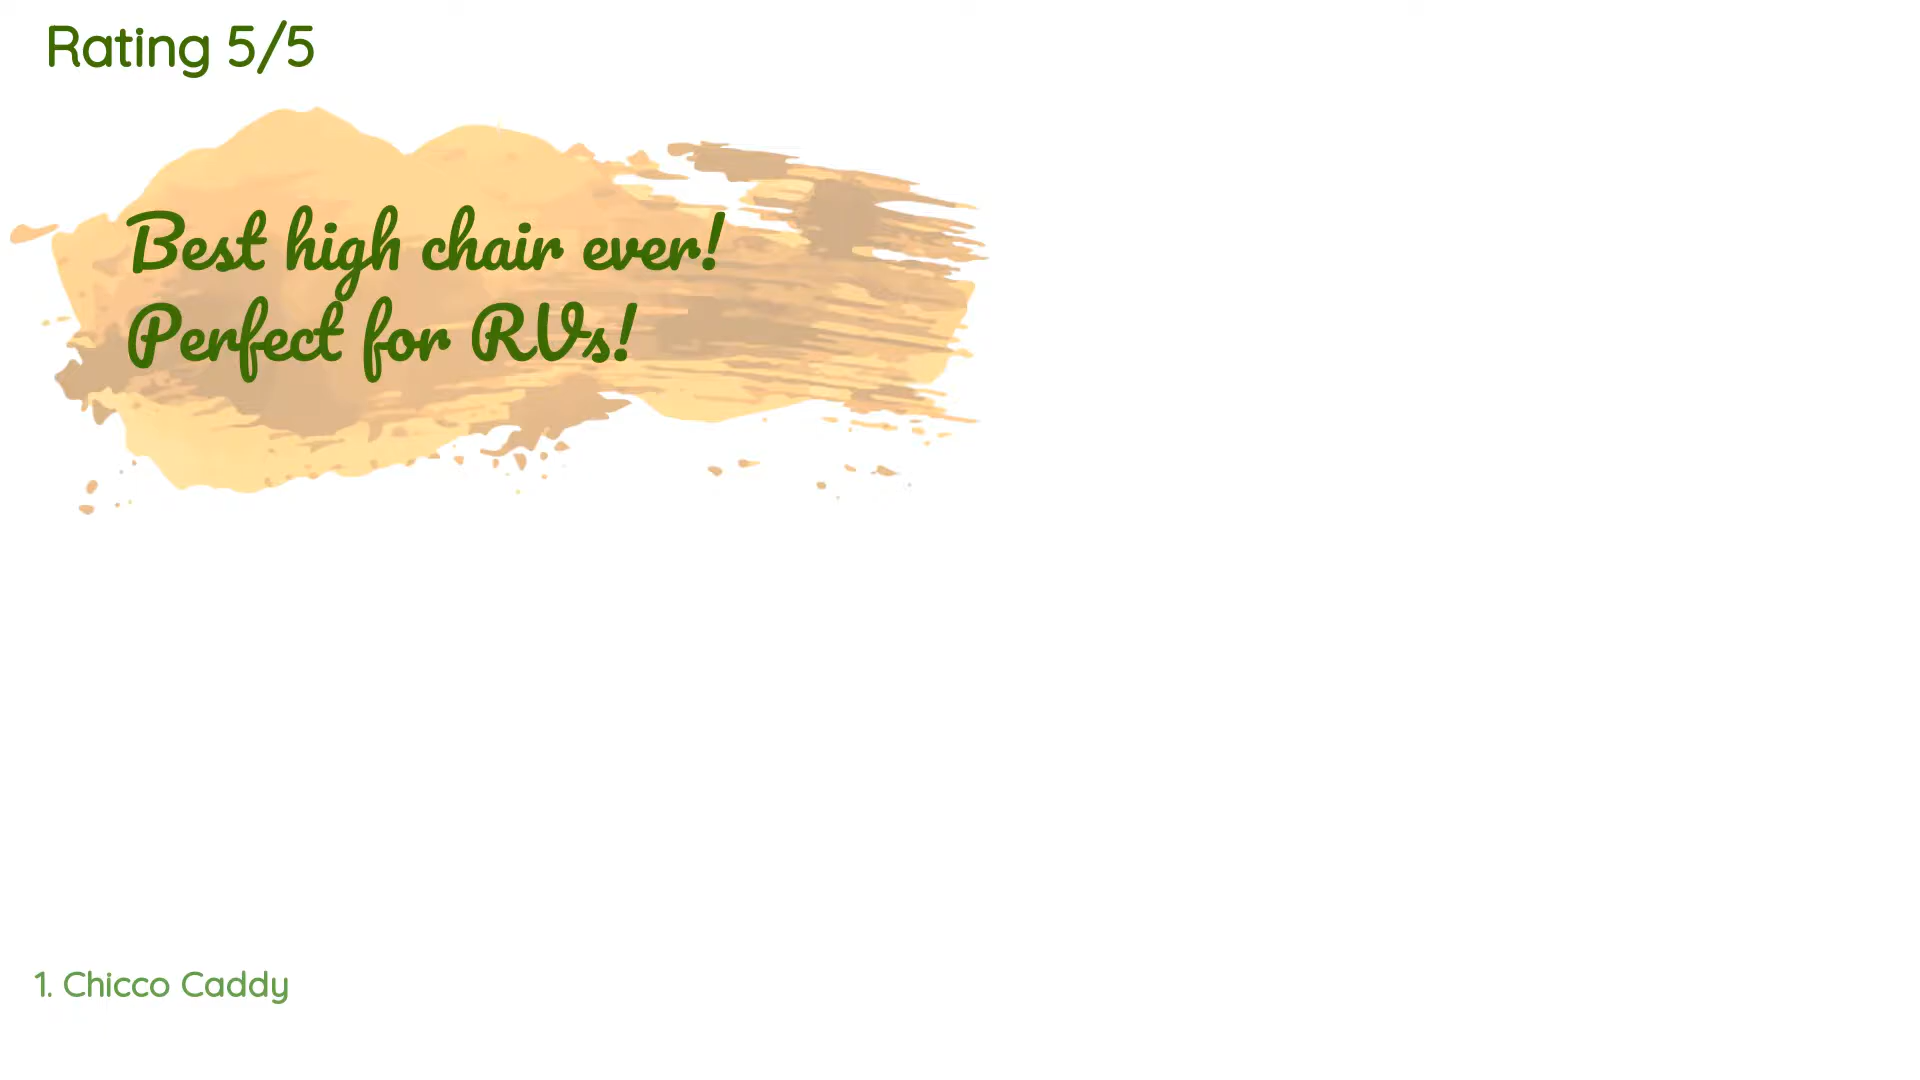 Rating 5/5
Best high chair ever!
Perfect for RVs!
1. Chicco Caddy